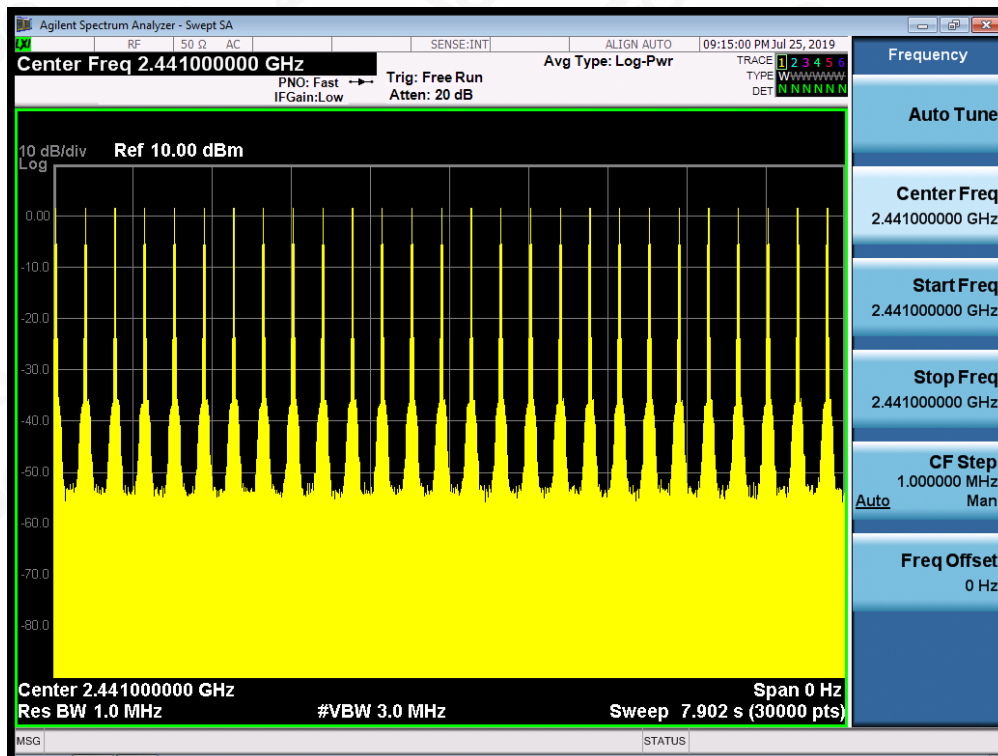 Agilent Spectrum Analyzer - Swept SA
LXI RF 50 Ω AC SENSE:INT ALIGN AUTO 09:15:00 PM Jul 25, 2019
Center Freq 2.441000000 GHz
PNO: Fast
IFGain:Low
Trig: Free Run
Atten: 20 dB
Avg Type: Log-Pwr
TRACE 1 2 3 4 5 6
TYPE W
DET N N N N N N
10 dB/div Ref 10.00 dBm
Log
0.00
-10.0
-20.0
-30.0
-40.0
-50.0
-60.0
-70.0
-80.0
Center 2.441000000 GHz Span 0 Hz
Res BW 1.0 MHz #VBW 3.0 MHz Sweep 7.902 s (30000 pts)
MSG STATUS
Frequency
Auto Tune
Center Freq
2.441000000 GHz
Start Freq
2.441000000 GHz
Stop Freq
2.441000000 GHz
CF Step
1.000000 MHz
Auto Man
Freq Offset
0 Hz